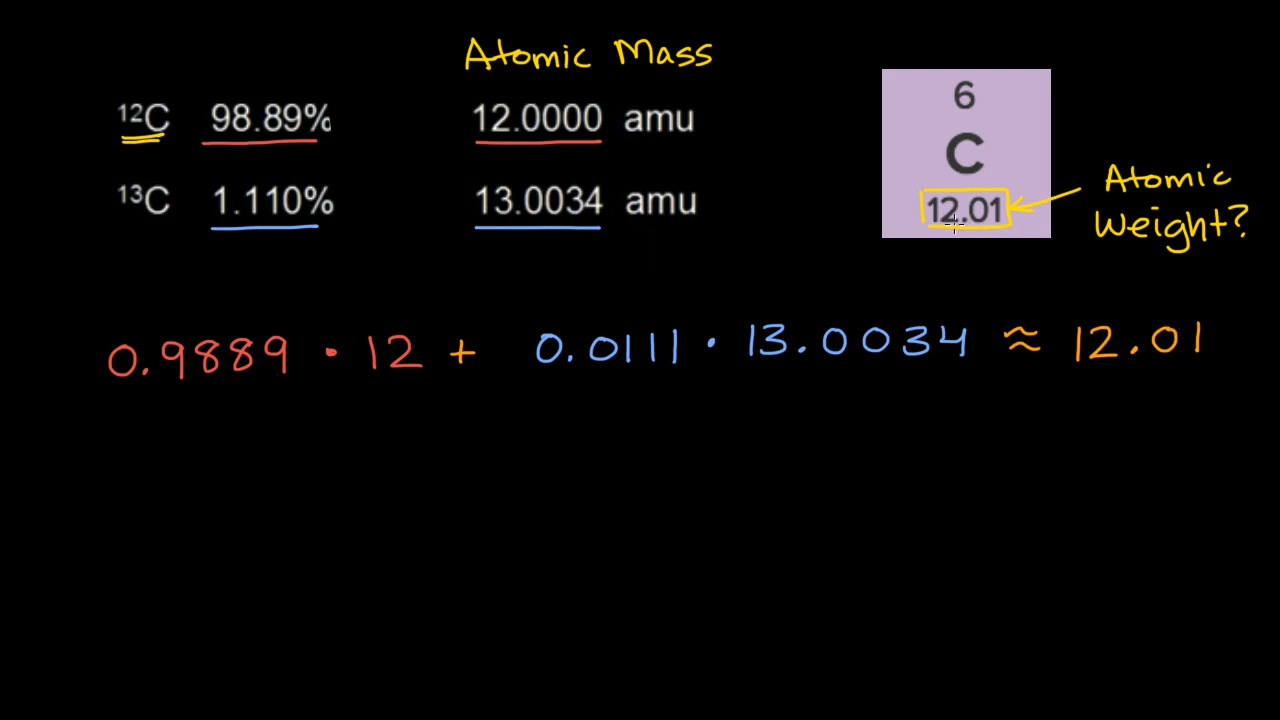 Atomic Mass
¹²C 98.89% 12.0000 amu
¹³C 1.110% 13.0034 amu
6
C
12.01
Atomic
Weight?
0.9889 · 12 + 0.0111 · 13.0034 ≈ 12.01